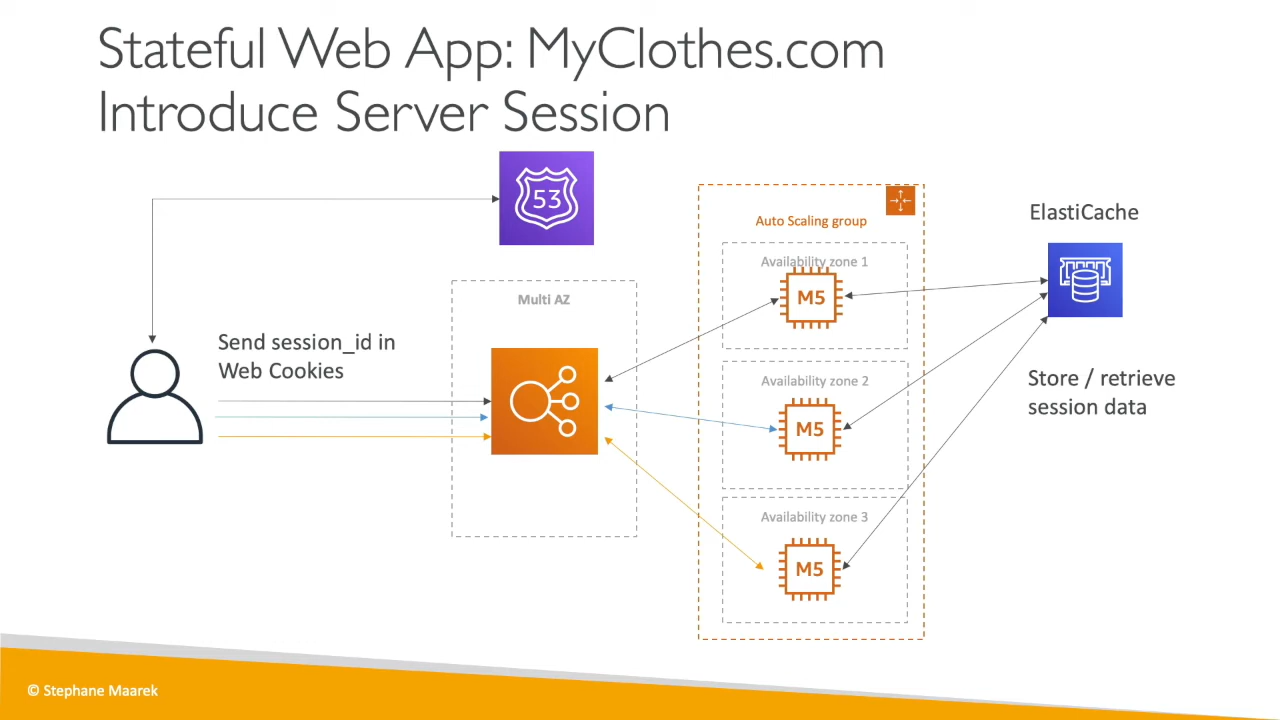 Stateful Web App: MyClothes.com
Introduce Server Session
53
Auto Scaling group
ElastiCache
Availability zone 1
M5
Multi AZ
Send session_id in
Web Cookies
Availability zone 2
M5
Store / retrieve
session data
Availability zone 3
M5
© Stephane Maarek